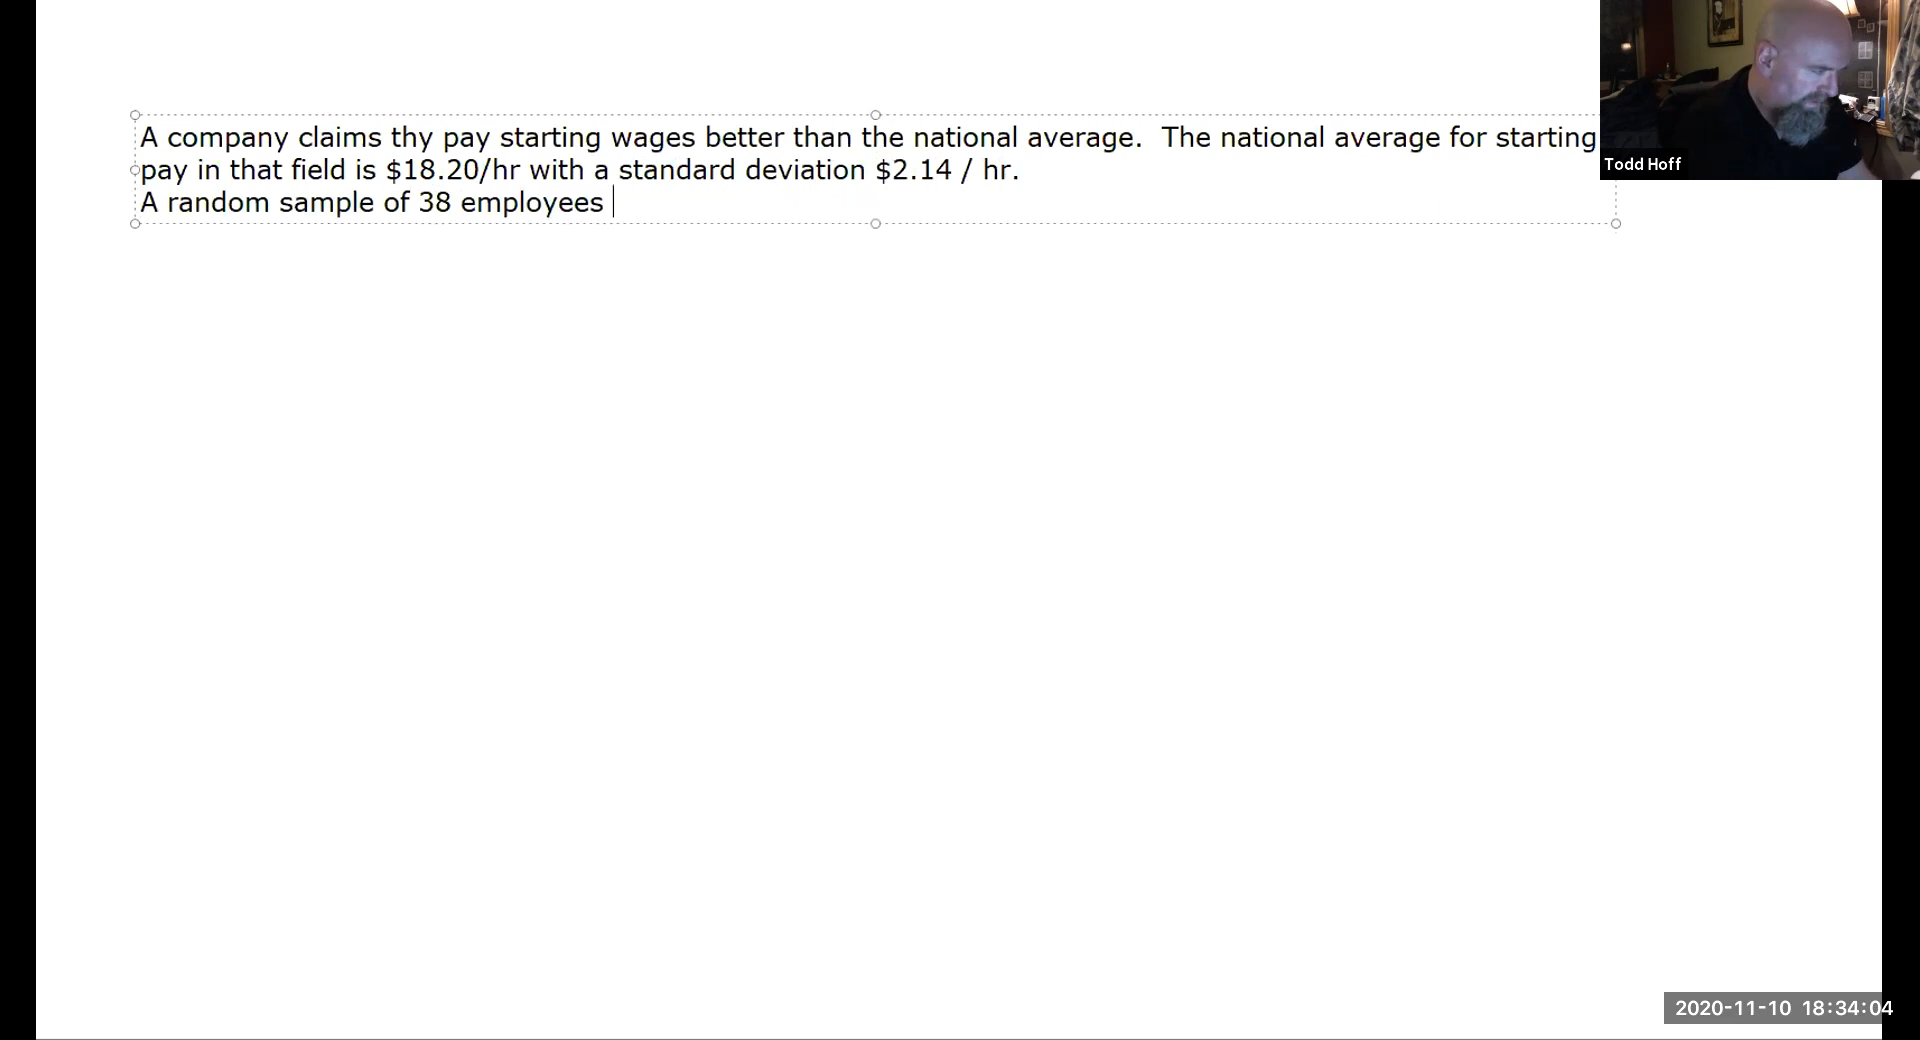 A company claims thy pay starting wages better than the national average.  The national average for starting
pay in that field is $18.20/hr with a standard deviation $2.14 / hr.
A random sample of 38 employees
Todd Hoff
2020-11-10 18:34:04